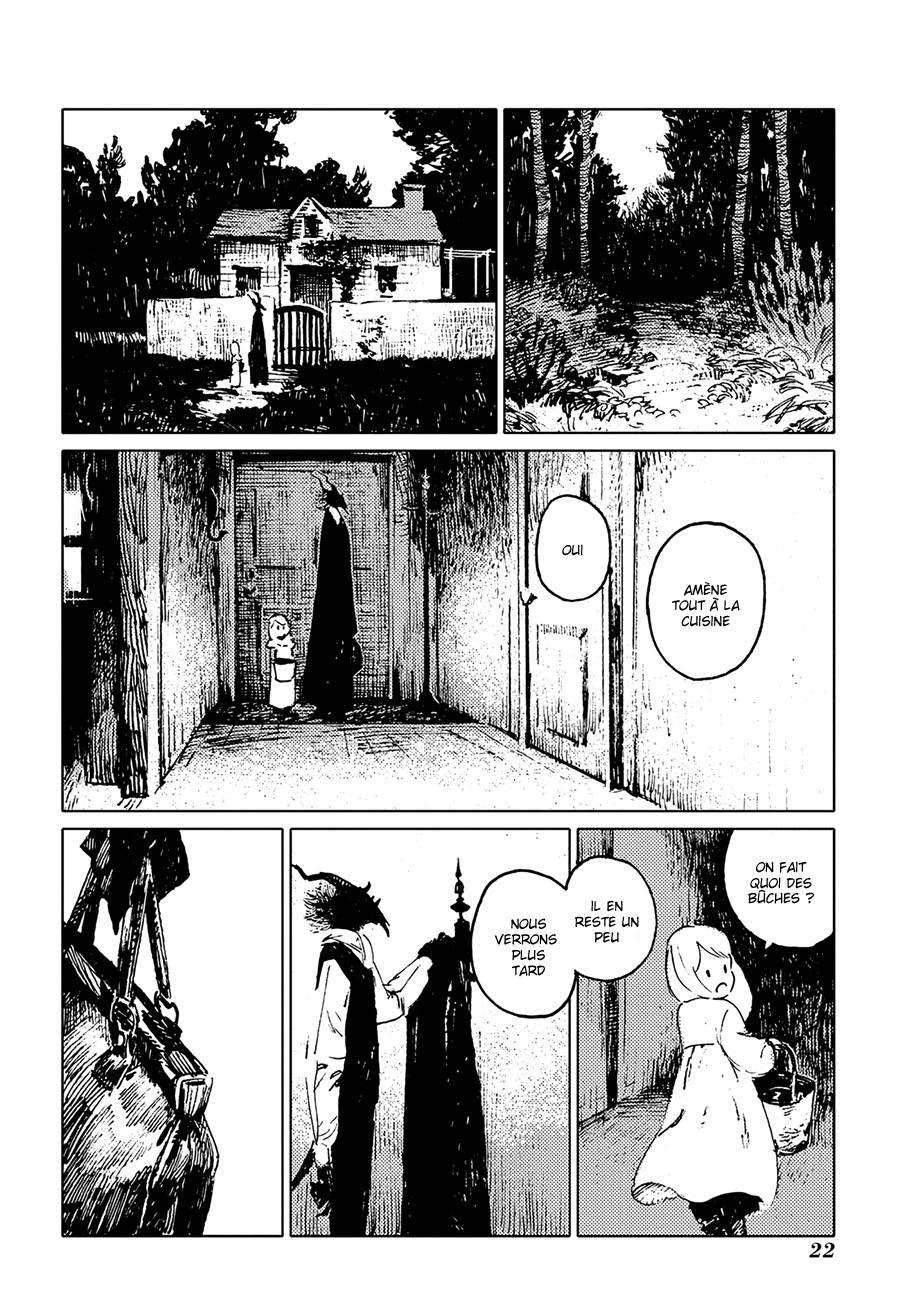 AMÈNE
TOUT À LA
CUISINE
OUI
ON FAIT
QUOI DES
BÛCHES ?
IL EN
RESTE UN
PEU
NOUS
VERRONS
PLUS
TARD
22